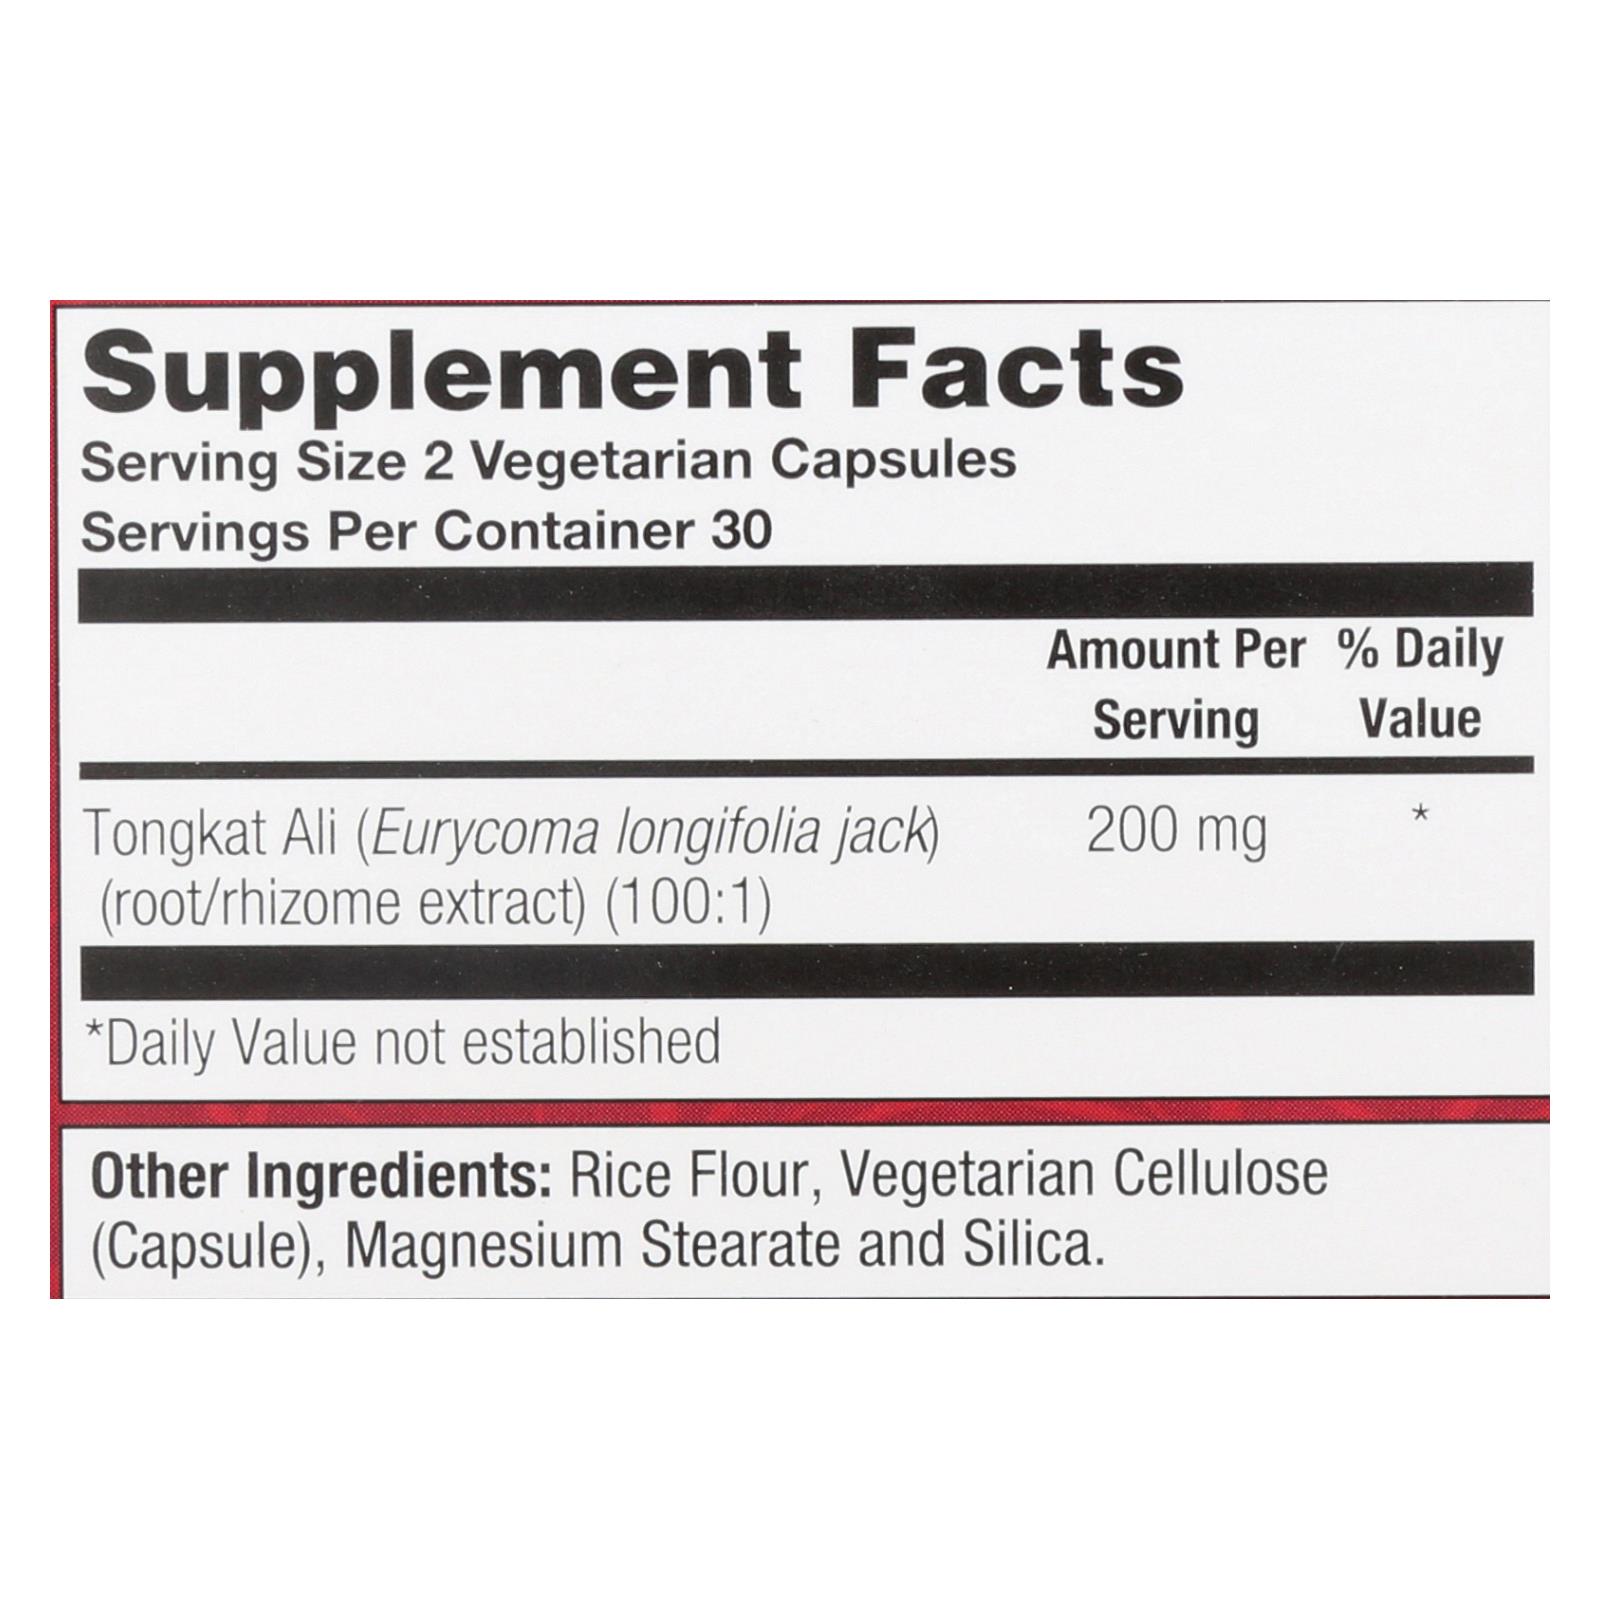 Supplement Facts
Serving Size 2 Vegetarian Capsules
Servings Per Container 30
Amount Per % Daily
Serving Value
Tongkat Ali (Eurycoma longifolia jack) 200 mg *
(root/rhizome extract) (100:1)
*Daily Value not established
Other Ingredients: Rice Flour, Vegetarian Cellulose
(Capsule), Magnesium Stearate and Silica.